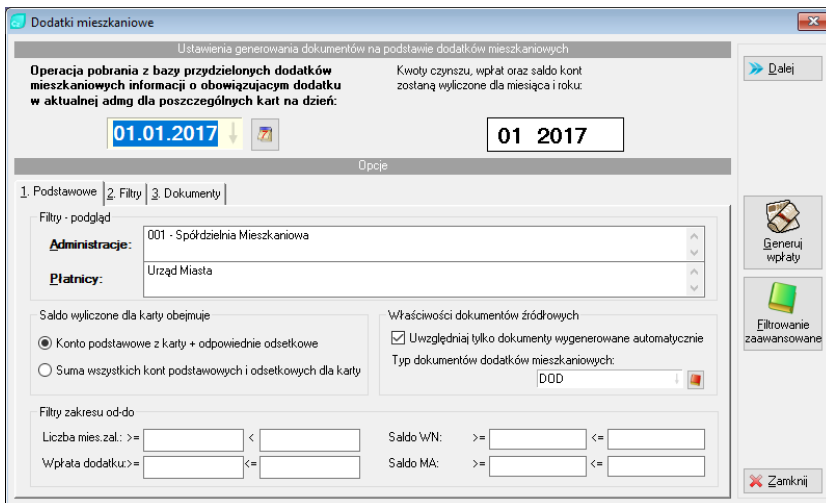 Dodatki mieszkaniowe
Ustawienia generowania dokumentów na podstawie dodatków mieszkaniowych
Operacja pobrania z bazy przydzielonych dodatków
mieszkaniowych informacji o obowiązujacym dodatku
w aktualnej admg dla poszczególnych kart na dzień:
Kwoty czynszu, wpłat oraz saldo kont
zostaną wyliczone dla miesiąca i roku:
01.01.2017
7
01 2017
Dalej
Opcje
1. Podstawowe
2. Filtry
3. Dokumenty
Filtry - podgląd
Administracje:
001 - Spółdzielnia Mieszkaniowa
Płatnicy:
Urząd Miasta
Generuj
wpłaty
Filtrowanie
zaawansowane
Saldo wyliczone dla karty obejmuje
Konto podstawowe z karty + odpowiednie odsetkowe
Suma wszystkich kont podstawowych i odsetkowych dla karty
Właściwości dokumentów źródłowych
Uwzględniaj tylko dokumenty wygenerowane automatycznie
Typ dokumentów dodatków mieszkaniowych:
DOD
Filtry zakresu od-do
Liczba mies.zal.: >= <
Saldo WN: >= <=
Wpłata dodatku:>= <=
Saldo MA: >= <=
Zamknij